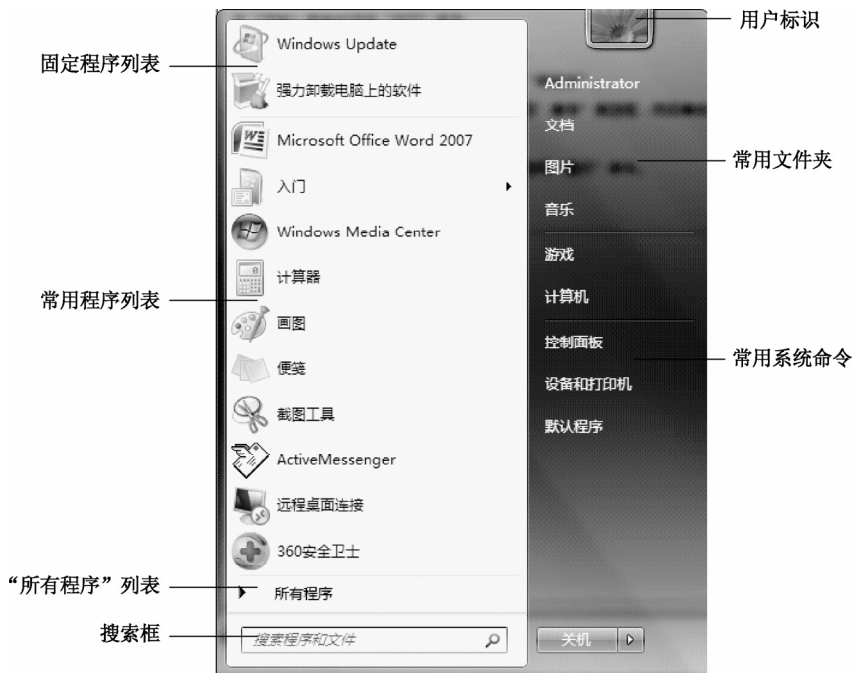 用户标识
固定程序列表
Windows Update
强力卸载电脑上的软件
Administrator
文档
Microsoft Office Word 2007
图片
常用文件夹
入门
音乐
Windows Media Center
游戏
计算器
计算机
常用程序列表
画图
控制面板
常用系统命令
便笺
设备和打印机
截图工具
默认程序
ActiveMessenger
远程桌面连接
360安全卫士
“所有程序”列表
所有程序
搜索框
搜索程序和文件
关机